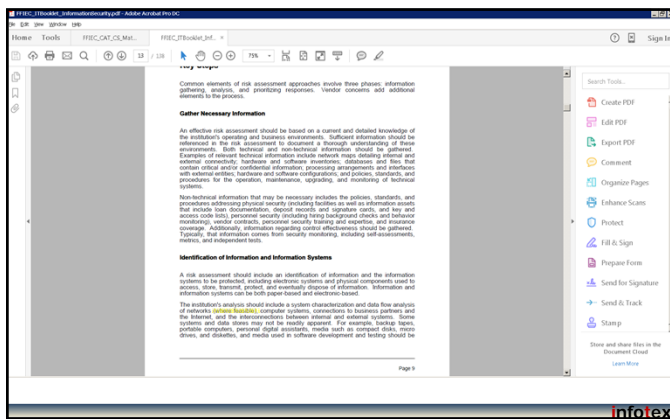 FFIEC_ITBooklet_InformationSecurity.pdf - Adobe Acrobat Pro DC
File Edit View Window Help
Home Tools FFIEC_CAT_CS_Mat... FFIEC_ITBooklet_Inf... × Sign In
13 / 138 75%
Key Steps
Common elements of risk assessment approaches involve three phases: information
gathering, analysis, and prioritizing responses. Vendor concerns add additional
elements to the process.
Gather Necessary Information
An effective risk assessment should be based on a current and detailed knowledge of
the institution's operating and business environments. Sufficient information should be
referenced in the risk assessment to document a thorough understanding of these
environments. Both technical and non-technical information should be gathered.
Examples of relevant technical information include network maps detailing internal and
external connectivity; hardware and software inventories; databases and files that
contain critical and/or confidential information; processing arrangements and interfaces
with external entities; hardware and software configurations; and policies, standards, and
procedures for the operation, maintenance, upgrading, and monitoring of technical
systems.
Non-technical information that may be necessary includes the policies, standards, and
procedures addressing physical security (including facilities as well as information assets
that include loan documentation, deposit records and signature cards, and key and
access code lists), personnel security (including hiring background checks and behavior
monitoring), vendor contracts, personnel security training and expertise, and insurance
coverage. Additionally, information regarding control effectiveness should be gathered.
Typically, that information comes from security monitoring, including self-assessments,
metrics, and independent tests.
Identification of Information and Information Systems
A risk assessment should include an identification of information and the information
systems to be protected, including electronic systems and physical components used to
access, store, transmit, protect, and eventually dispose of information. Information and
information systems can be both paper-based and electronic-based.
The institution's analysis should include a system characterization and data flow analysis
of networks (where feasible), computer systems, connections to business partners and
the Internet, and the interconnections between internal and external systems. Some
systems and data stores may not be readily apparent. For example, backup tapes,
portable computers, personal digital assistants, media such as compact disks, micro
drives, and diskettes, and media used in software development and testing should be
Page 9
Search Tools...
Create PDF
Edit PDF
Export PDF
Comment
Organize Pages
Enhance Scans
Protect
Fill & Sign
Prepare Form
Send for Signature
Send & Track
Stamp
Store and share files in the
Document Cloud
Learn More
infotex